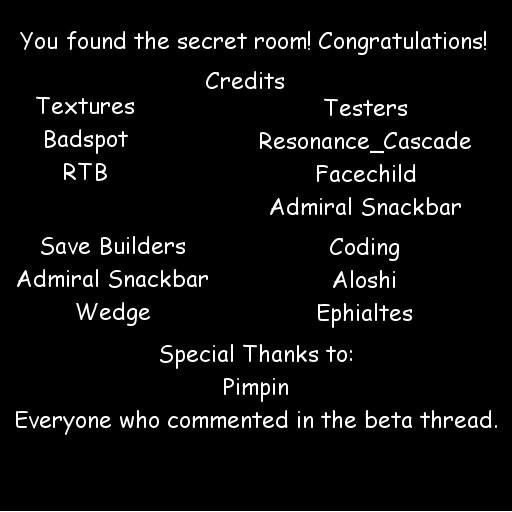 You found the secret room! Congratulations!
Credits
Textures
Badspot
RTB
Testers
Resonance_Cascade
Facechild
Admiral Snackbar
Save Builders
Admiral Snackbar
Wedge
Coding
Aloshi
Ephialtes
Special Thanks to:
Pimpin
Everyone who commented in the beta thread.